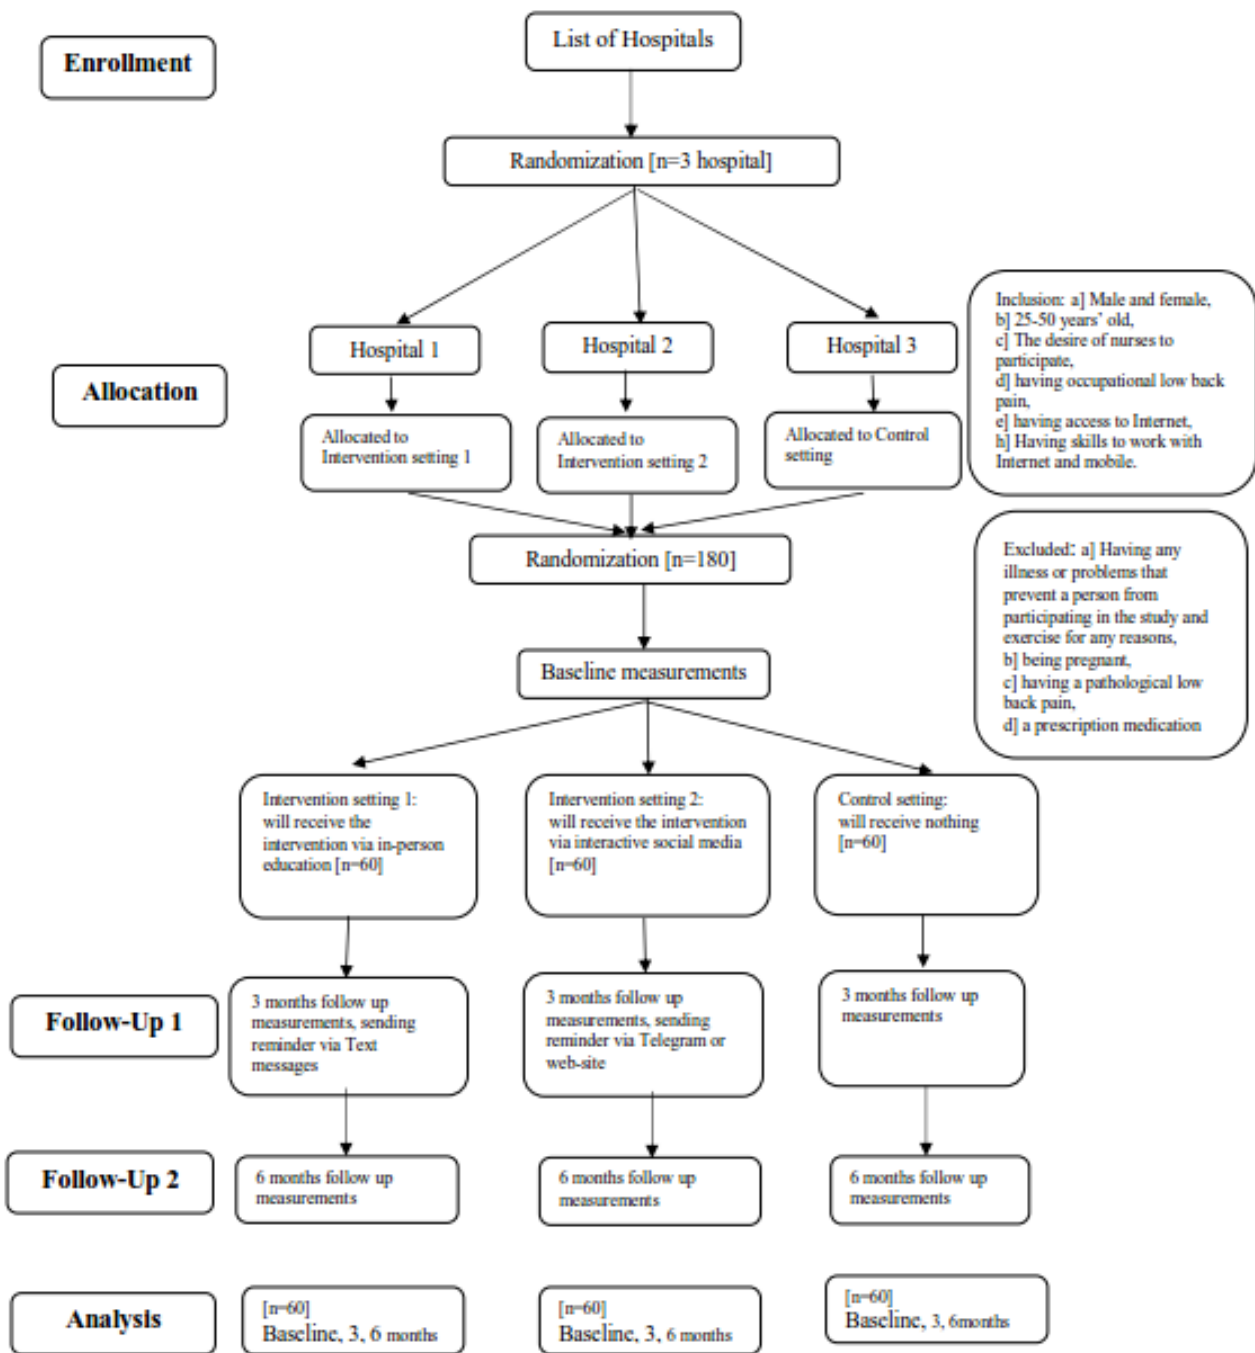 List of Hospitals
Enrollment
Randomization [n=3 hospital]
Inclusion: a] Male and female,
b] 25-50 years’ old,
c] The desire of nurses to
participate,
d] having occupational low back
pain,
e] having access to Internet,
h] Having skills to work with
Internet and mobile.
Hospital 1
Hospital 2
Hospital 3
Allocation
Allocated to
Intervention setting 1
Allocated to
Intervention setting 2
Allocated to Control
setting
Randomization [n=180]
Excluded: a] Having any
illness or problems that
prevent a person from
participating in the study and
exercise for any reasons,
b] being pregnant,
c] having a pathological low
back pain,
d] a prescription medication
Baseline measurements
Intervention setting 1:
will receive the
intervention via in-person
education [n=60]
Intervention setting 2:
will receive the intervention
via interactive social media
[n=60]
Control setting:
will receive nothing
[n=60]
Follow-Up 1
3 months follow up
measurements, sending
reminder via Text
messages
3 months follow up
measurements, sending
reminder via Telegram or
web-site
3 months follow up
measurements
Follow-Up 2
6 months follow up
measurements
6 months follow up
measurements
6 months follow up
measurements
Analysis
[n=60]
Baseline, 3, 6 months
[n=60]
Baseline, 3, 6 months
[n=60]
Baseline, 3, 6months